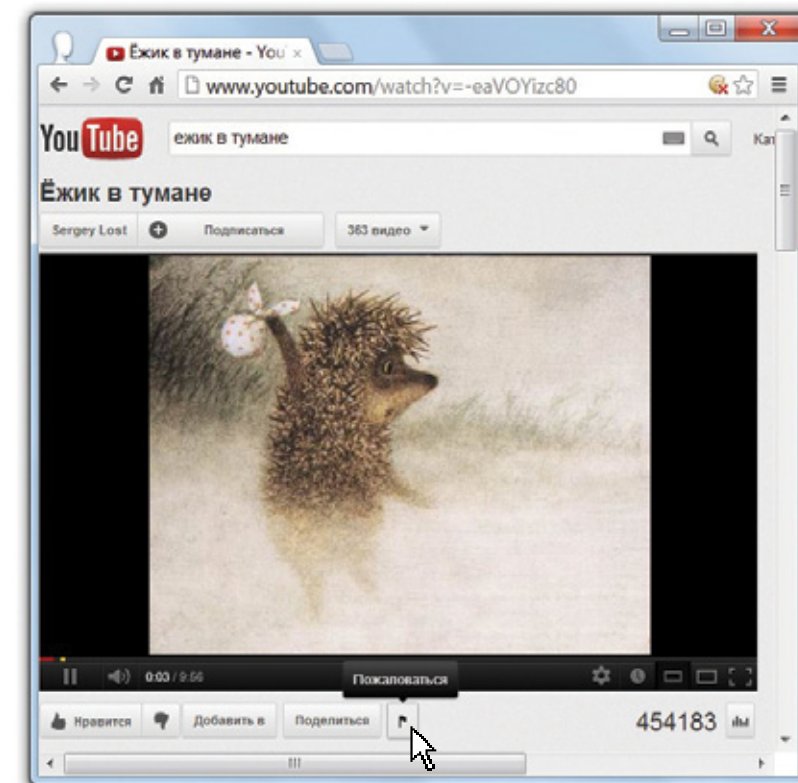 Ёжик в тумане - You
www.youtube.com/watch?v=-eaVOYizc80
YouTube ежик в тумане Кат
Ёжик в тумане
Sergey Lost Подписаться 363 видео
0:03 / 9:56
Пожаловаться
Нравится Добавить в Поделиться 454183